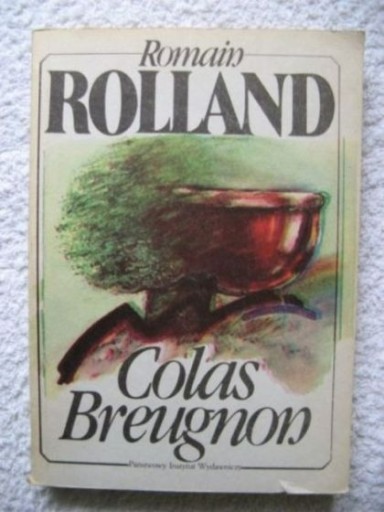 Romain
ROLLAND
Colas
Breugnon
Państwowy Instytut Wydawniczy